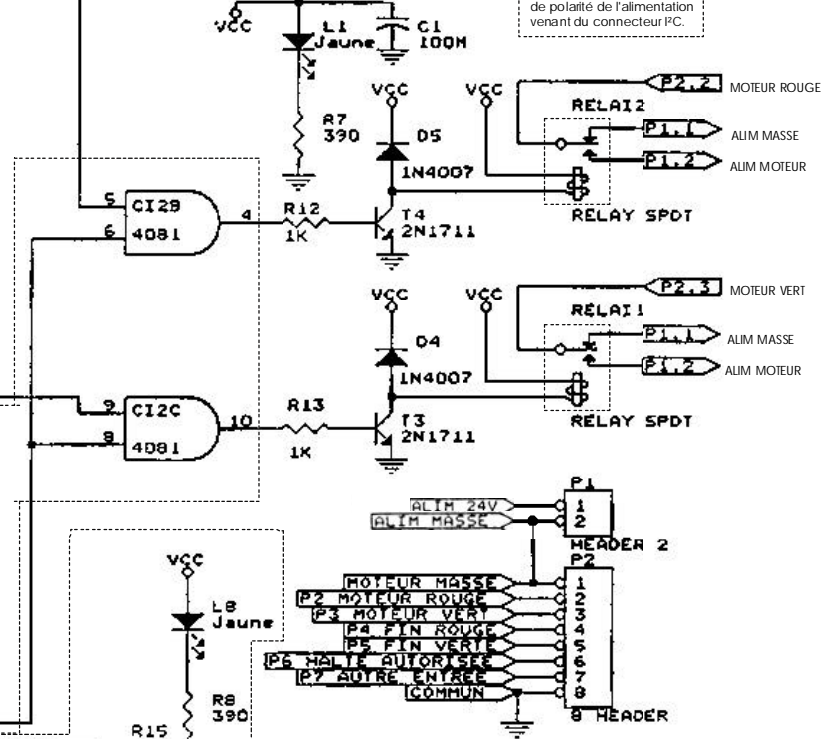 de polarité de l'alimentation
venant du connecteur I²C.
VCC
L1
Jaune
C1
100M
VCC
VCC
P2.2
MOTEUR ROUGE
R7
390
D5
RELAI2
P1.1
ALIM MASSE
1N4007
P1.2
ALIM MOTEUR
5
CI2B
4
R12
T4
RELAY SPDT
6
4081
1K
2N1711
VCC
VCC
P2.3
MOTEUR VERT
RELAI1
D4
P1.1
ALIM MASSE
1N4007
P1.2
ALIM MOTEUR
9
CI2C
10
R13
T3
RELAY SPDT
8
4081
1K
2N1711
P1
ALIM 24V
1
ALIM MASSE
2
HEADER 2
VCC
P2
MOTEUR MASSE
1
L8
P2 MOTEUR ROUGE
2
Jaune
P3 MOTEUR VERT
3
P4 FIN ROUGE
4
P5 FIN VERTE
5
P6 HALTE AUTORISEE
6
P7 AUTRE ENTREE
7
R8
COMMUN
8
390
8 HEADER
R15